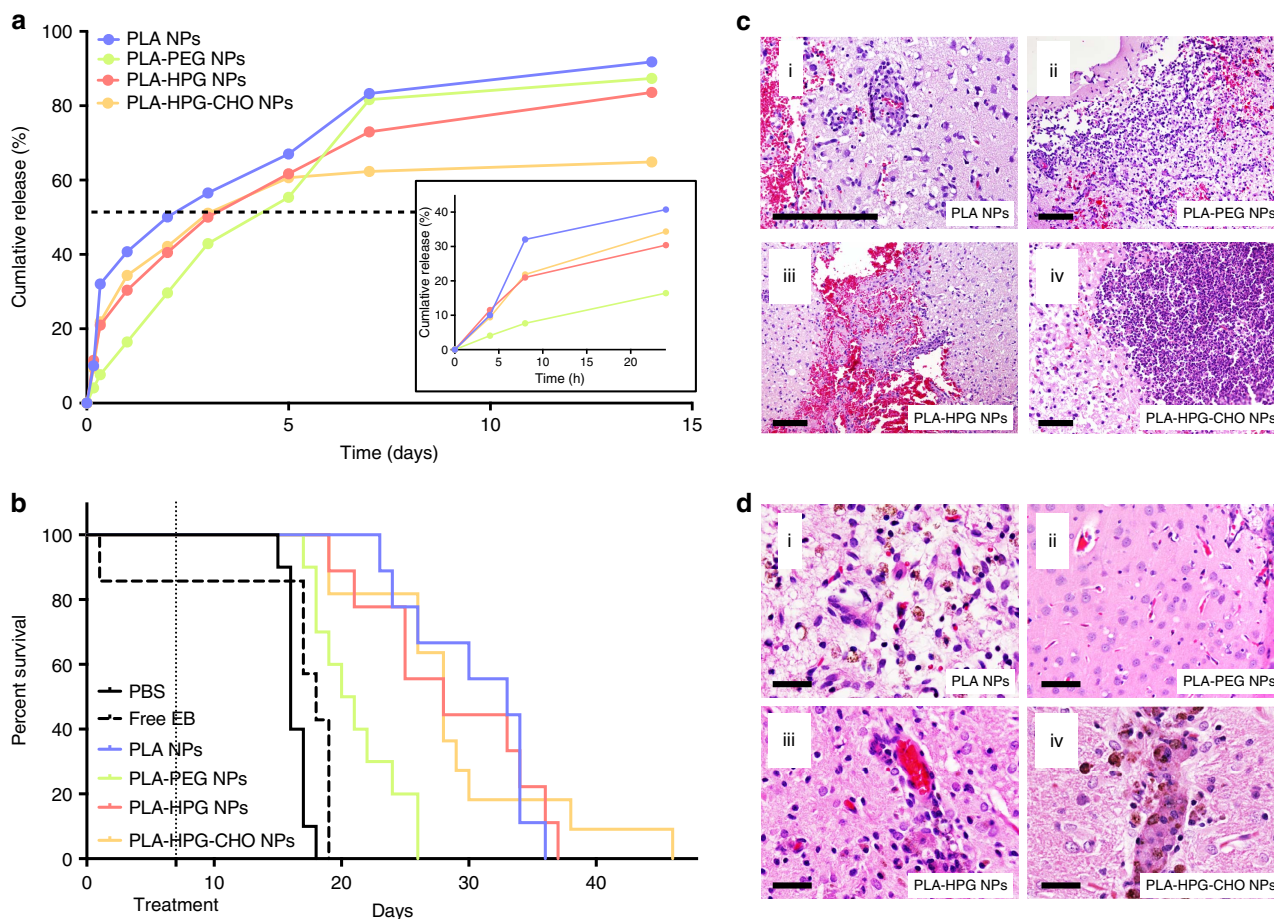 a
100
80
60
40
20
0
Cumulative release (%)
PLA NPs
PLA-PEG NPs
PLA-HPG NPs
PLA-HPG-CHO NPs
0
5
10
15
Time (days)
40
30
20
10
0
Cumulative release (%)
0
5
10
15
20
Time (h)
b
100
80
60
40
20
0
Percent survival
PBS
Free EB
PLA NPs
PLA-PEG NPs
PLA-HPG NPs
PLA-HPG-CHO NPs
0
10
20
30
40
Treatment
Days
c
i
PLA NPs
ii
PLA-PEG NPs
iii
PLA-HPG NPs
iv
PLA-HPG-CHO NPs
d
i
PLA NPs
ii
PLA-PEG NPs
iii
PLA-HPG NPs
iv
PLA-HPG-CHO NPs